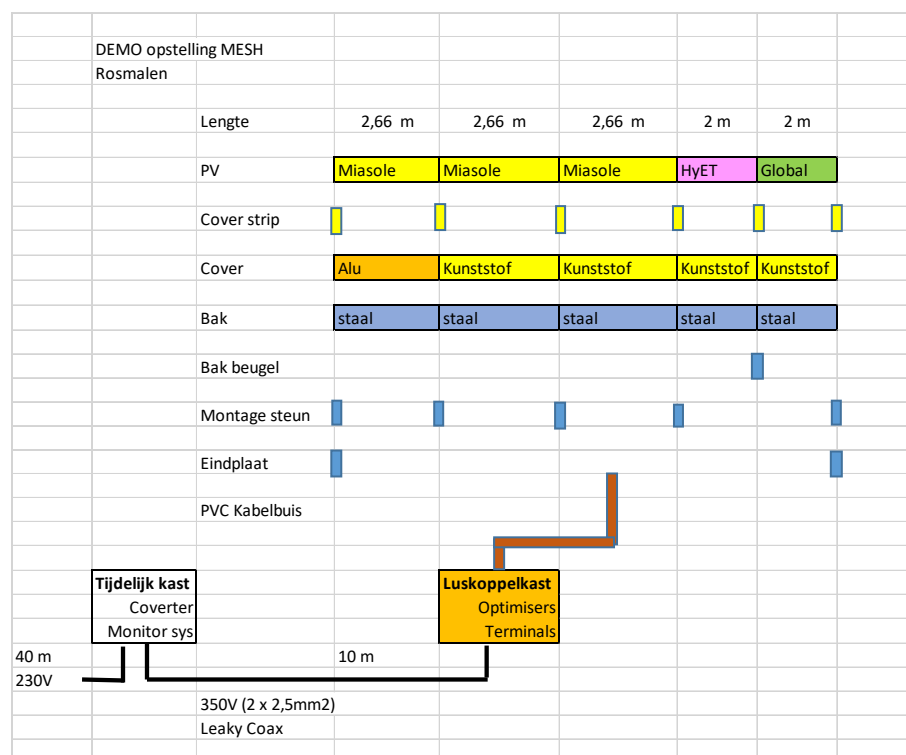 DEMO opstelling MESH
Rosmalen
Lengte 2,66 m 2,66 m 2,66 m 2 m 2 m
PV Miasole Miasole Miasole HyET Global
Cover strip
Cover Alu Kunststof Kunststof Kunststof Kunststof
Bak staal staal staal staal staal
Bak beugel
Montage steun
Eindplaat
PVC Kabelbuis
Tijdelijk kast Luskoppelkast
Coverter Optimisers
Monitor sys Terminals
40 m 10 m
230V
350V (2 x 2,5mm2)
Leaky Coax